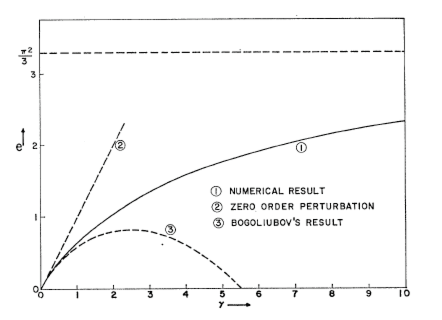 π²/3
3
2
1
0
e
②
①
③
① NUMERICAL RESULT
② ZERO ORDER PERTURBATION
③ BOGOLIUBOV'S RESULT
0 1 2 3 4 5 6 7 8 9 10
γ